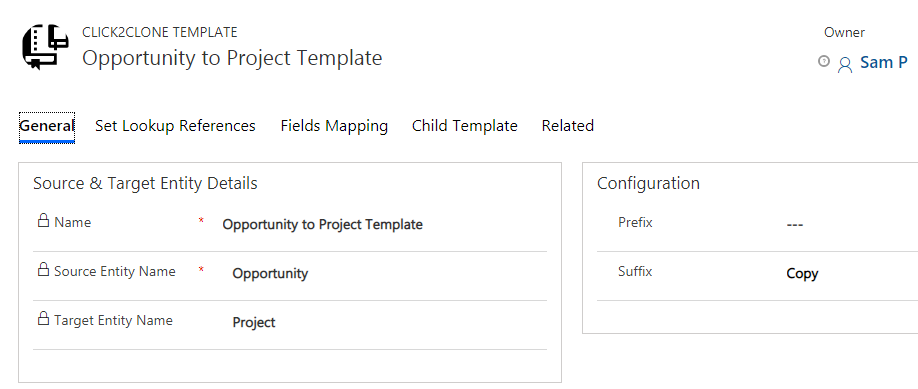 CLICK2CLONE TEMPLATE
Opportunity to Project Template
Owner
Sam P
General Set Lookup References Fields Mapping Child Template Related
Source & Target Entity Details
Name * Opportunity to Project Template
Source Entity Name * Opportunity
Target Entity Name Project
Configuration
Prefix ---
Suffix Copy